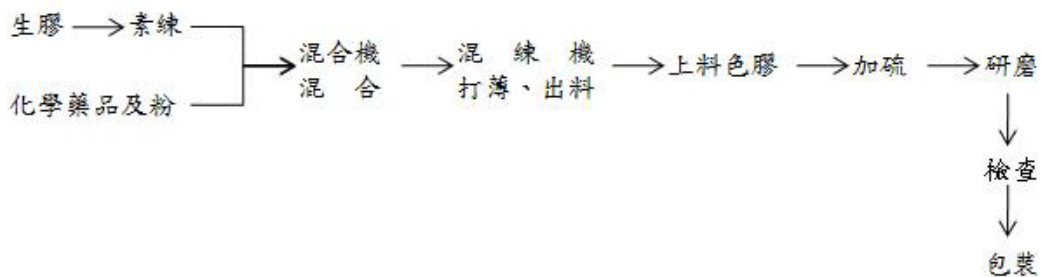 生膠
素練
化學藥品及粉
混合機
混合
混練機
打薄、出料
上料色膠
加硫
研磨
檢查
包裝